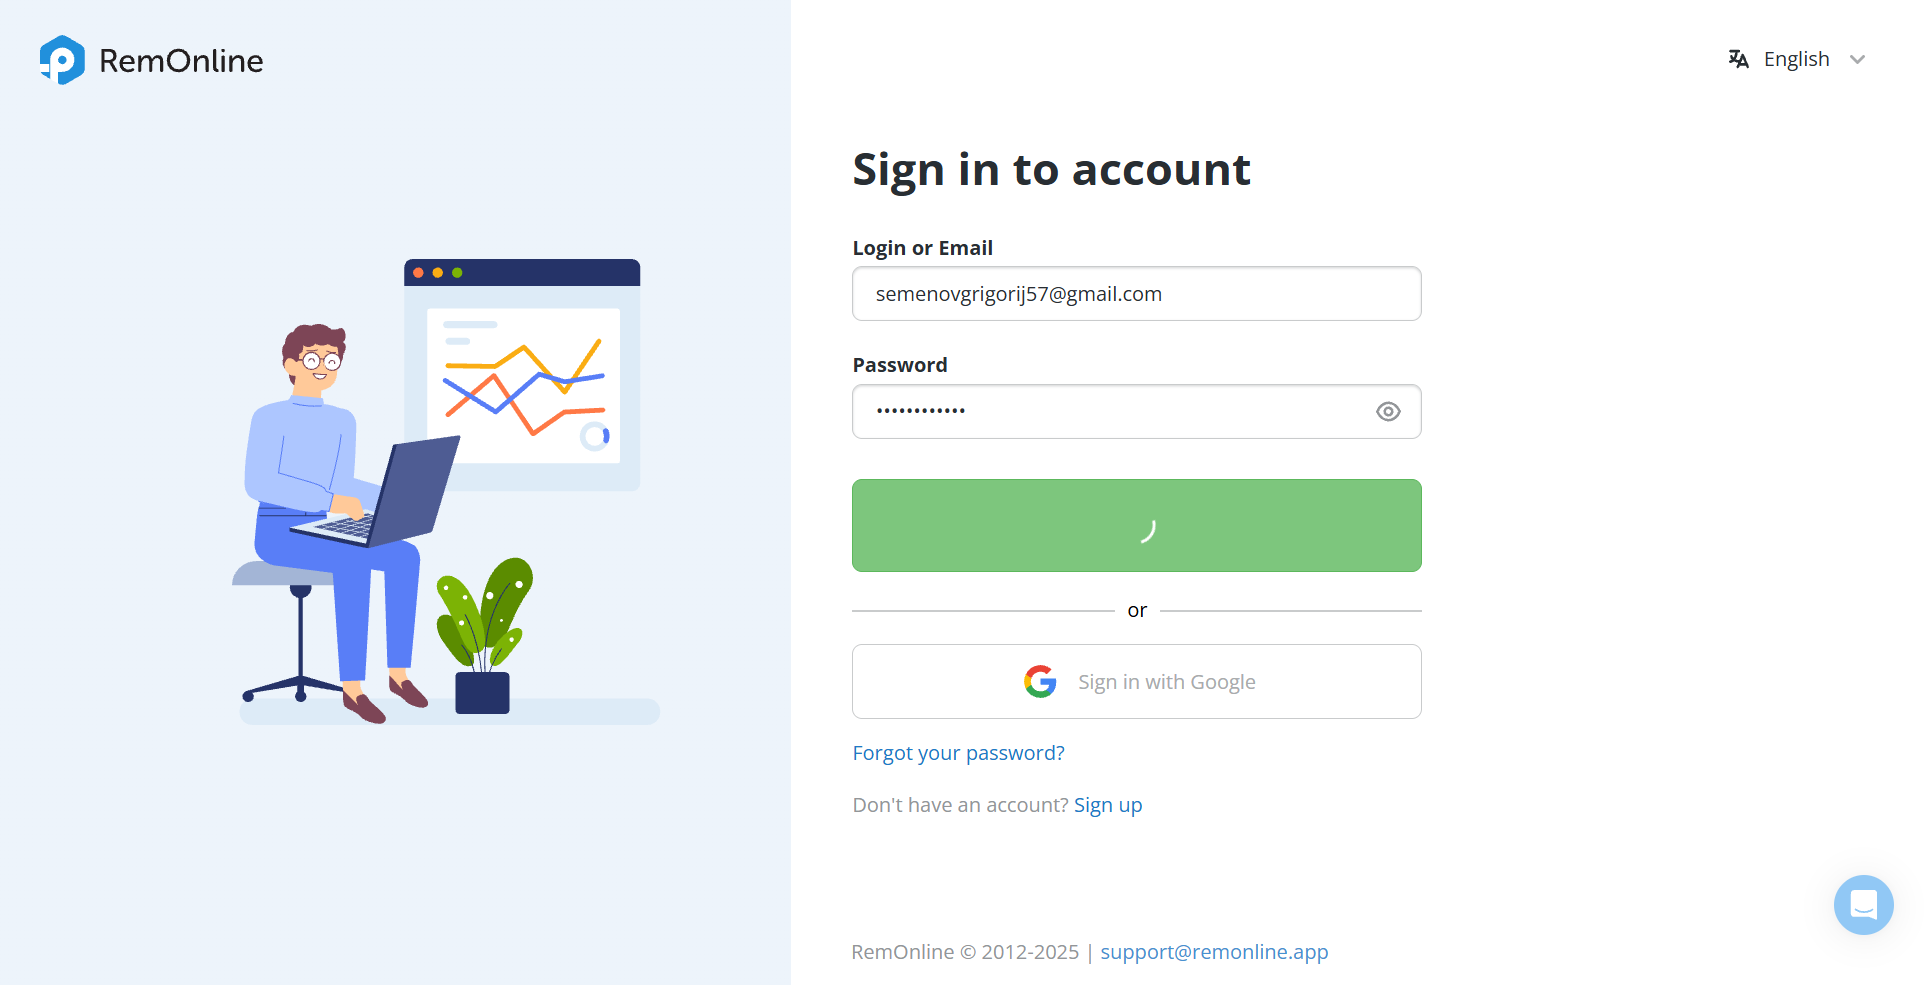 RemOnline
English
Sign in to account
Login or Email
semenovgrigorij57@gmail.com
Password
••••••••••••
or
Sign in with Google
Forgot your password?
Don't have an account? Sign up
RemOnline © 2012-2025 | support@remonline.app